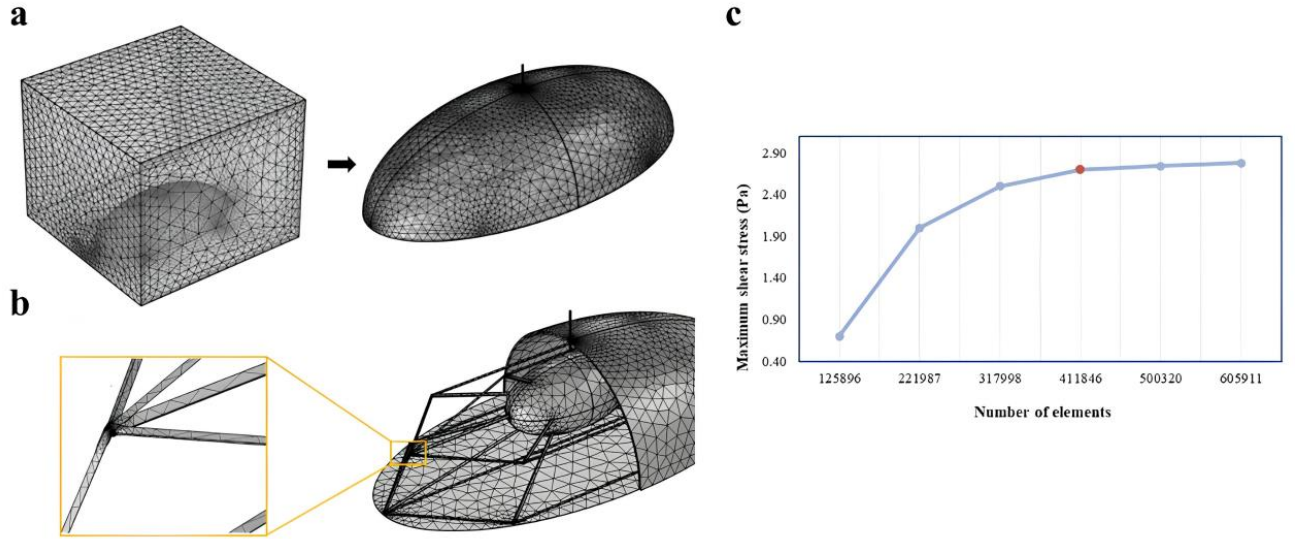 a
b
c
Maximum shear stress (Pa)
2.90
2.40
1.90
1.40
0.90
0.40
125896 221987 317998 411846 500320 605911
Number of elements